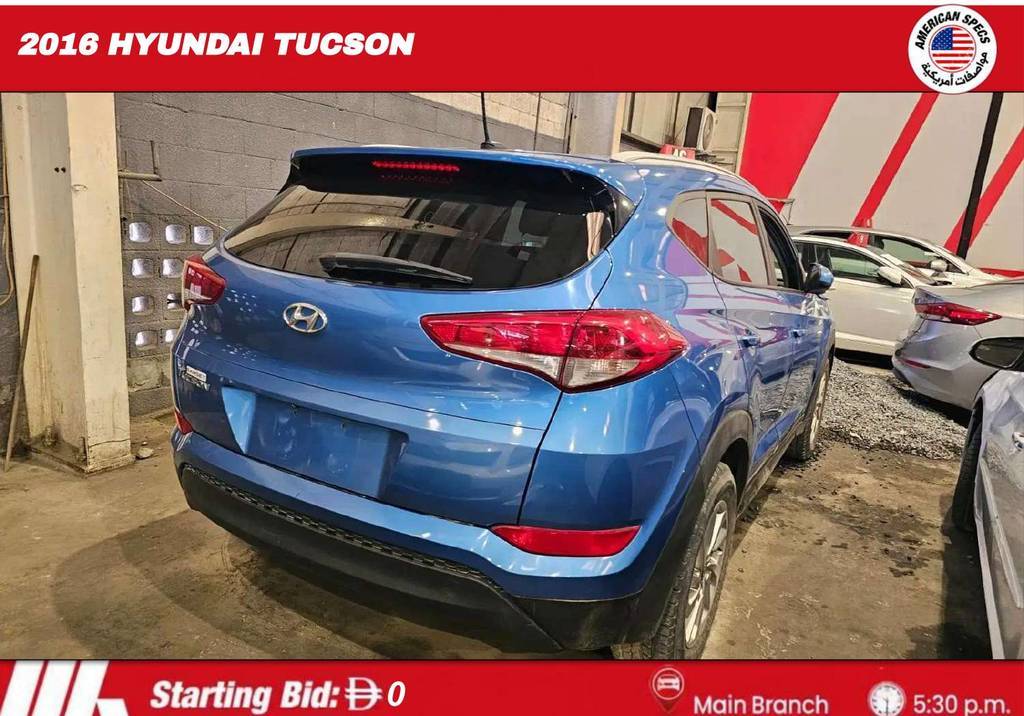 2016 HYUNDAI TUCSON
AMERICAN SPECS
مواصفات أمريكية
Starting Bid: 0
Main Branch
5:30 p.m.